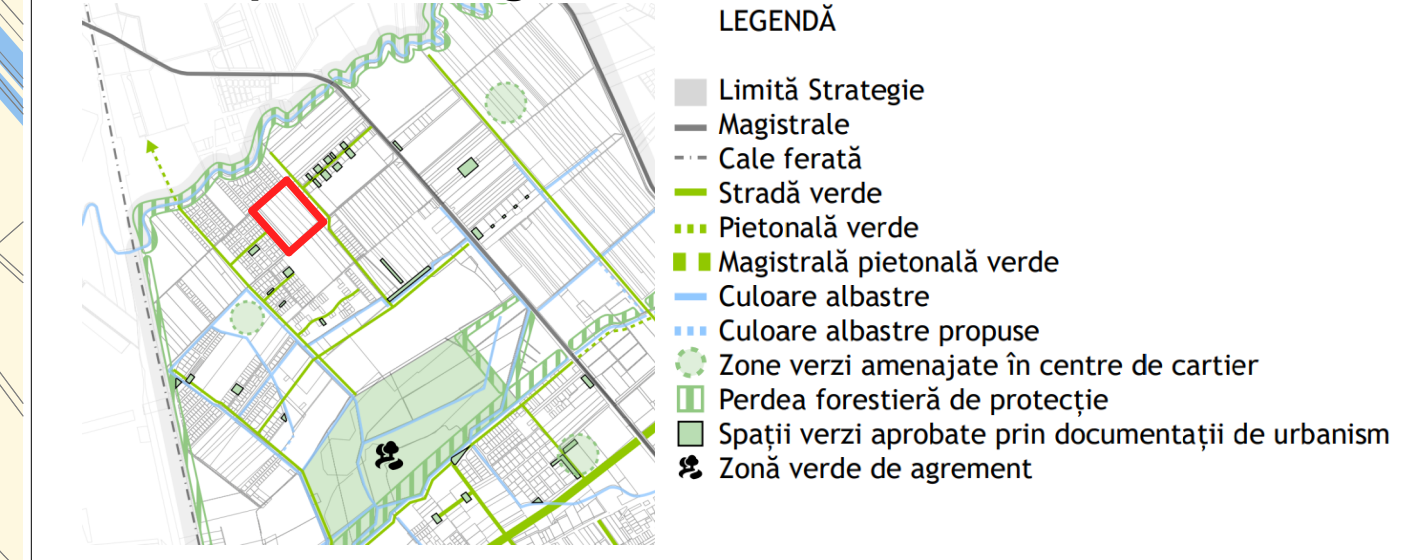 LEGENDĂ
Limită Strategie
Magistrale
Cale ferată
Stradă verde
Pietonală verde
Magistrală pietonală verde
Culoare albastre
Culoare albastre propuse
Zone verzi amenajate în centre de cartier
Perdea forestieră de protecție
Spații verzi aprobate prin documentații de urbanism
Zonă verde de agrement